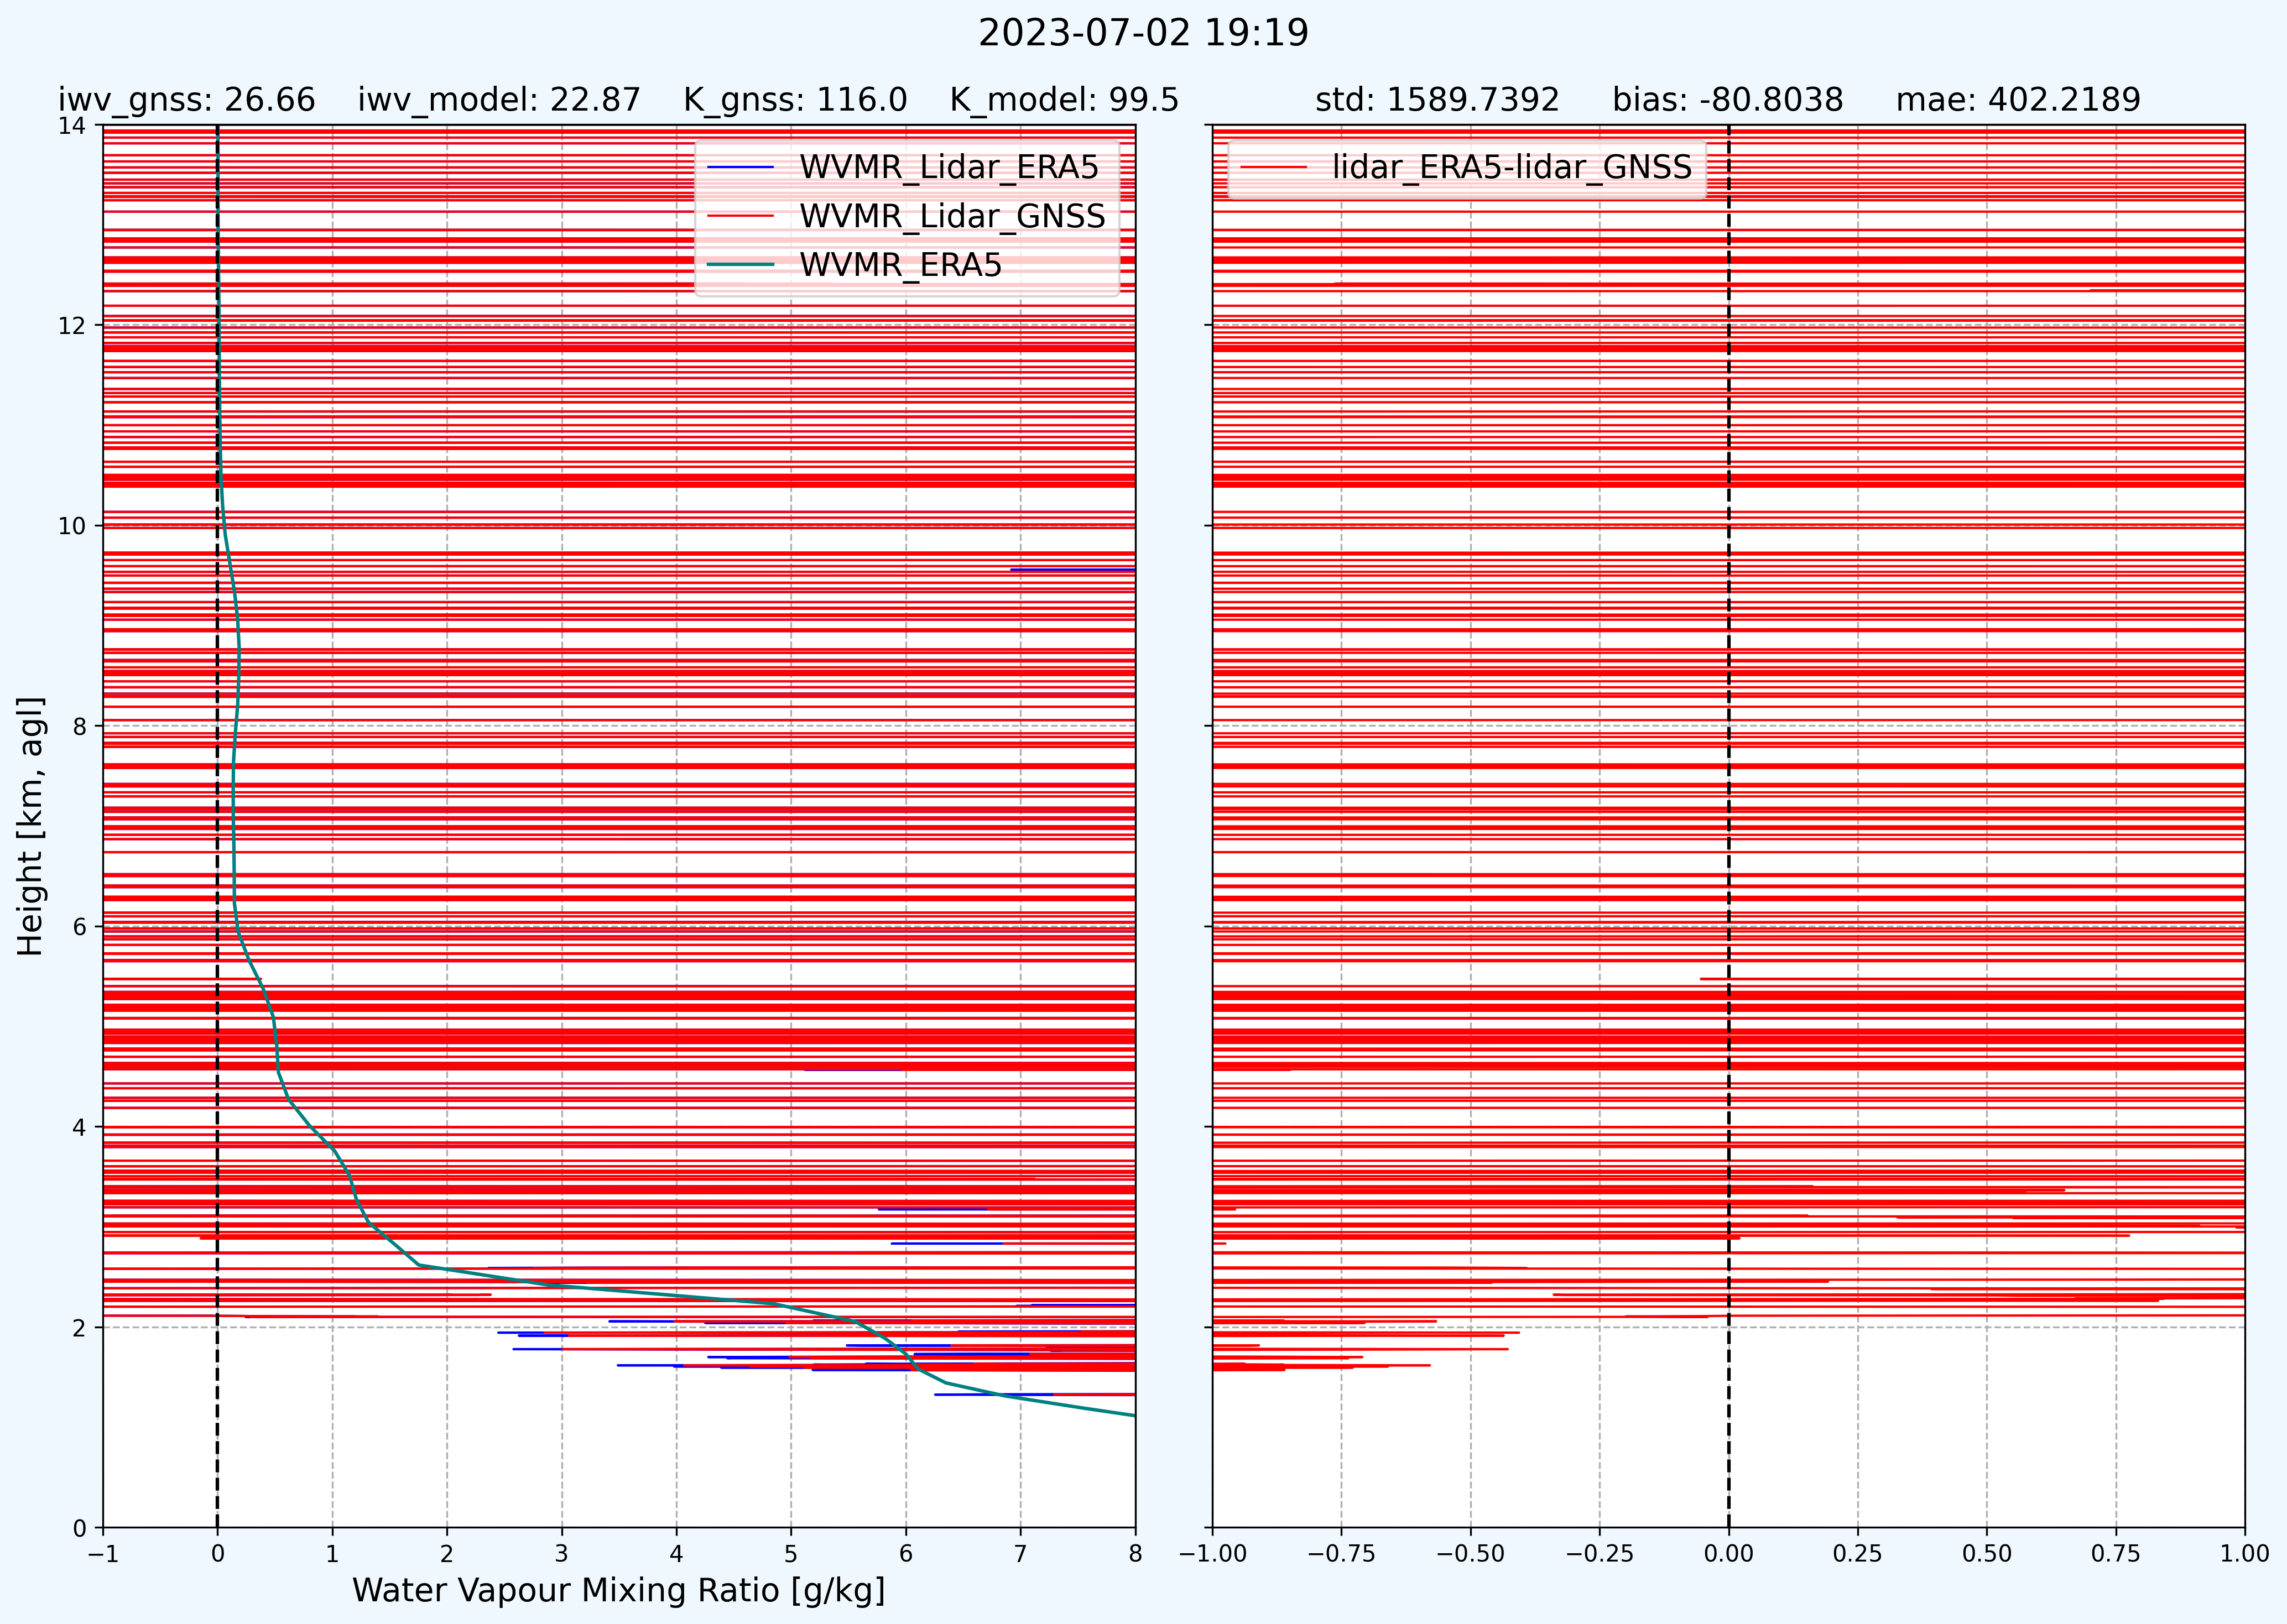 2023-07-02 19:19
iwv_gnss: 26.66 iwv_model: 22.87 K_gnss: 116.0 K_model: 99.5
std: 1589.7392 bias: -80.8038 mae: 402.2189
WVMR_Lidar_ERA5
WVMR_Lidar_GNSS
WVMR_ERA5
lidar_ERA5-lidar_GNSS
Height [km, agl]
14
12
10
8
6
4
2
0
−1 0 1 2 3 4 5 6 7 8
Water Vapour Mixing Ratio [g/kg]
−1.00 −0.75 −0.50 −0.25 0.00 0.25 0.50 0.75 1.00